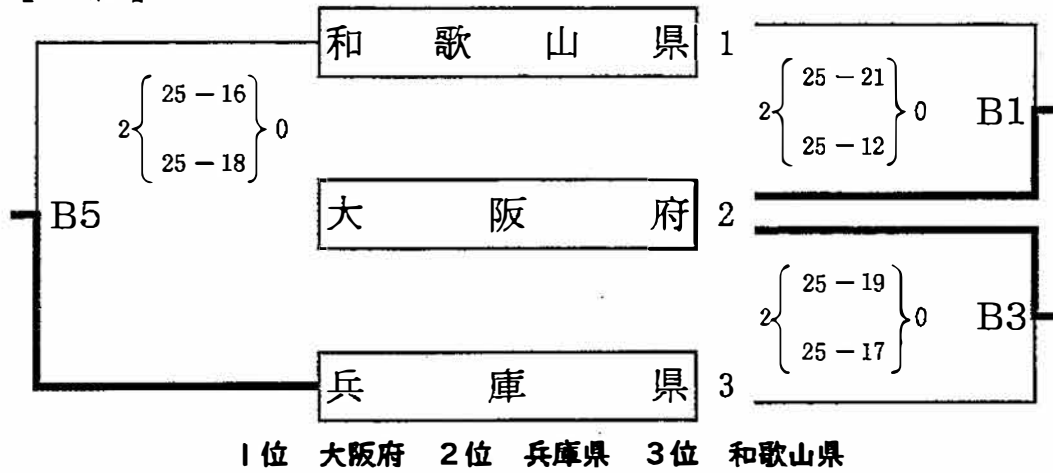 和歌山県 1
2 { 25－16 25－18 } 0
2 { 25－21 25－12 } 0 B1
B5
大阪府 2
2 { 25－19 25－17 } 0 B3
兵庫県 3
1位 大阪府 2位 兵庫県 3位 和歌山県